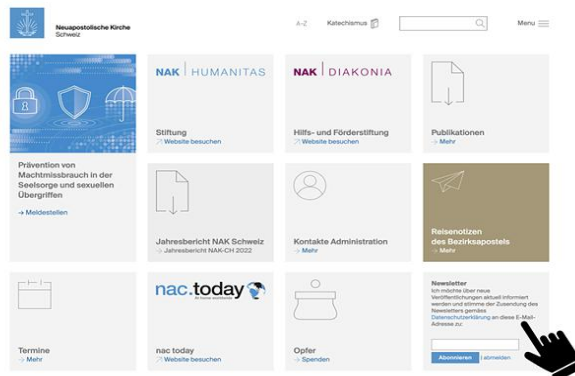 Neuapostolische Kirche
Schweiz
A–Z
Katechismus
Menu
NAK | HUMANITAS
NAK | DIAKONIA
Stiftung
↗ Website besuchen
Hilfs- und Förderstiftung
↗ Website besuchen
Publikationen
→ Mehr
Prävention von
Machtmissbrauch in der
Seelsorge und sexuellen
Übergriffen
→ Meldestellen
Jahresbericht NAK Schweiz
→ Jahresbericht NAK-CH 2022
Kontakte Administration
→ Mehr
Reisenotizen
des Bezirksapostels
→ Mehr
Termine
→ Mehr
nac.today
At home worldwide
nac today
↗ Website besuchen
Opfer
→ Spenden
Newsletter
Ich möchte über neue
Veröffentlichungen aktuell informiert
werden und stimme der Zusendung des
Newsletters gemäss
Datenschutzerklärung an diese E-Mail-
Adresse zu:
Abonnieren | abmelden